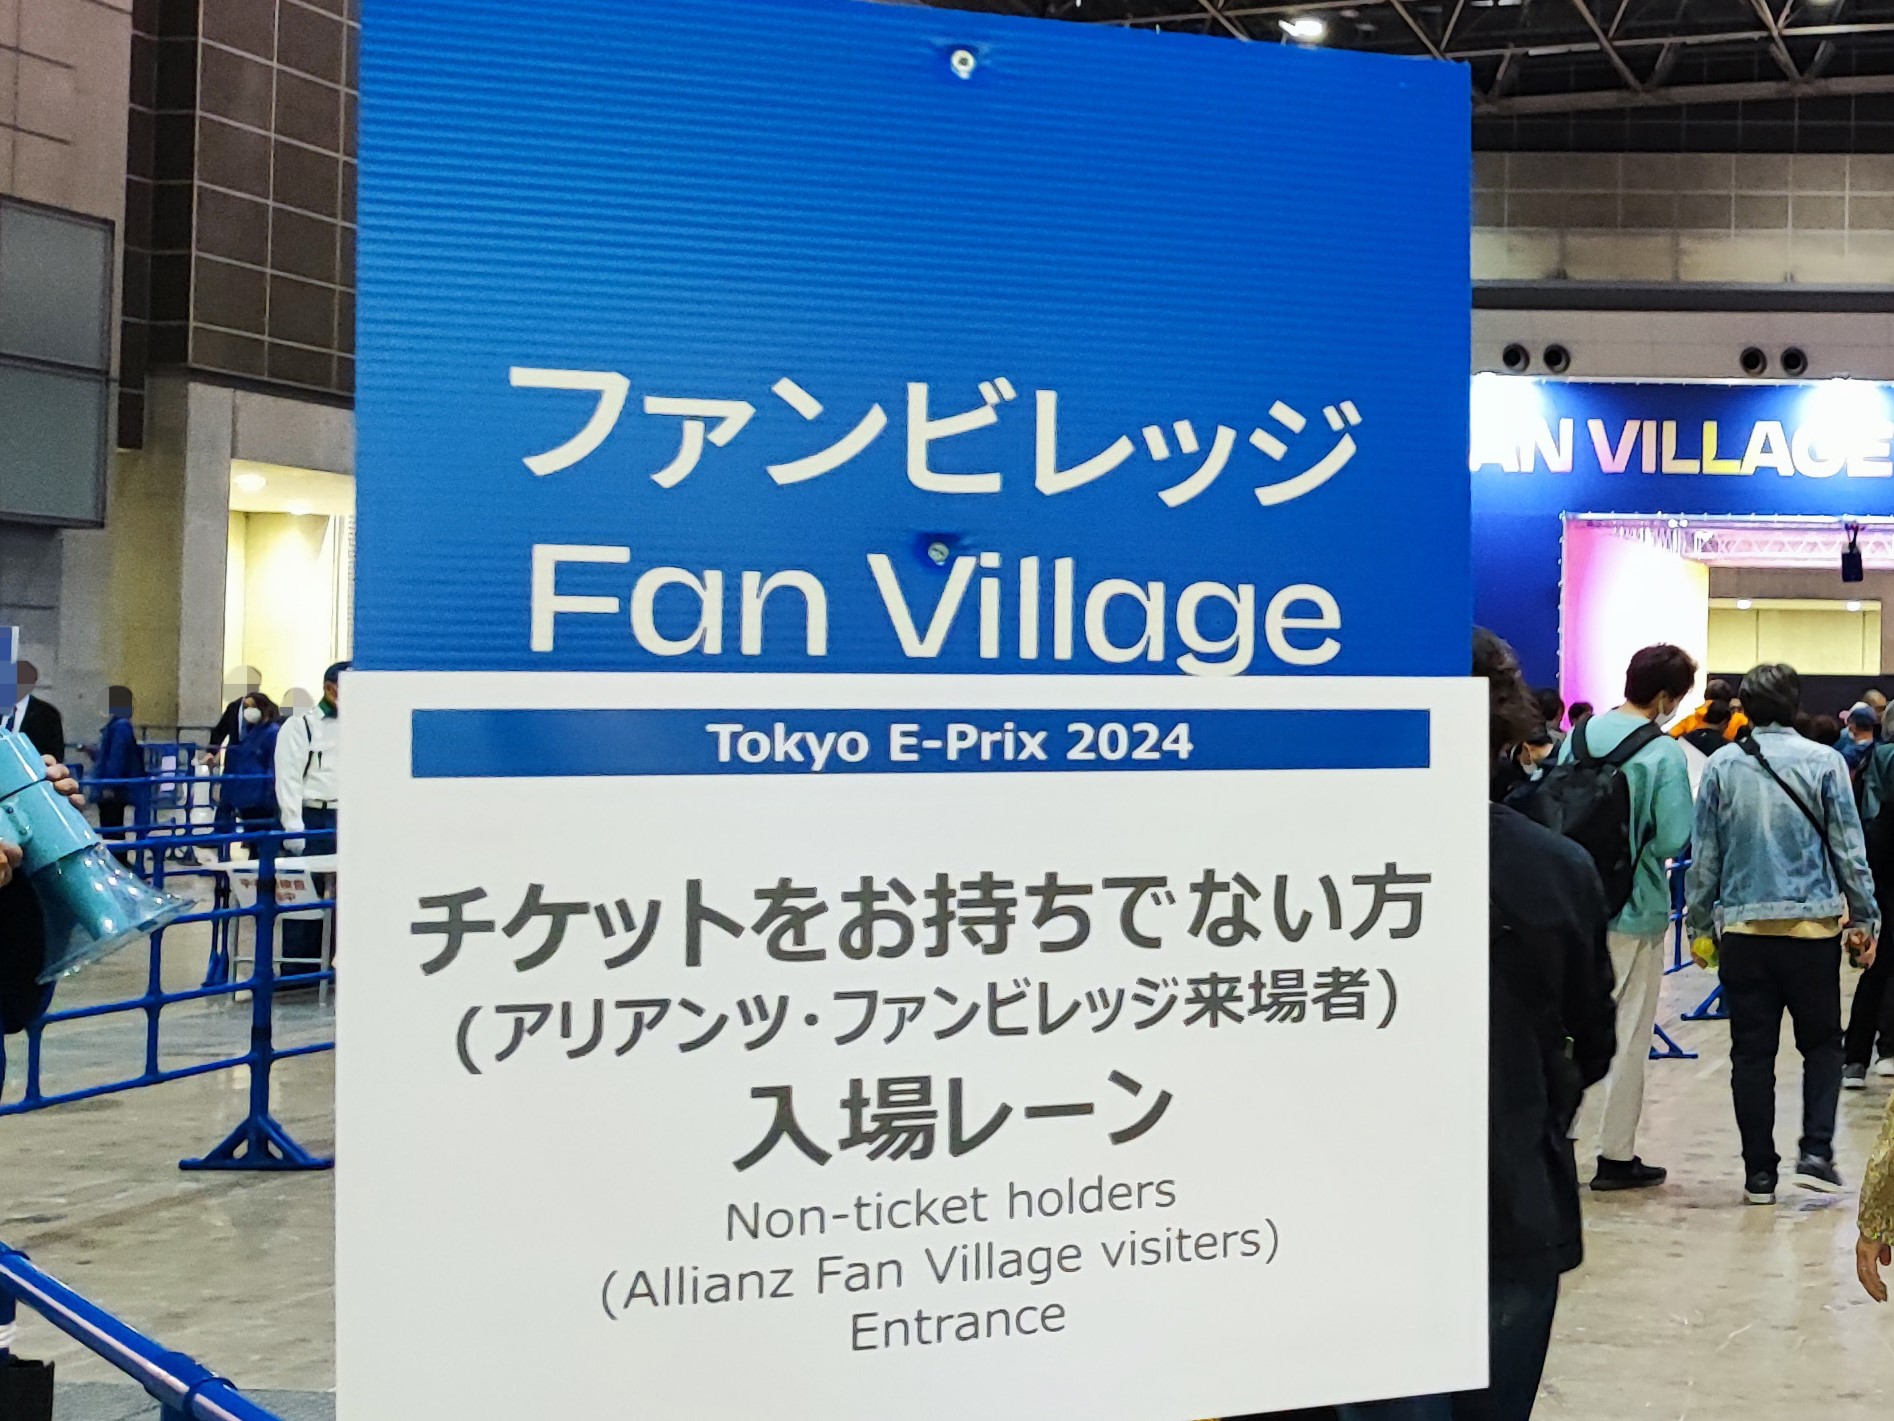 ファンビレッジ
Fan Village
Tokyo E-Prix 2024
チケットをお持ちでない方
(アリアンツ・ファンビレッジ来場者)
入場レーン
Non-ticket holders
(Allianz Fan Village visiters)
Entrance
VILLAGE